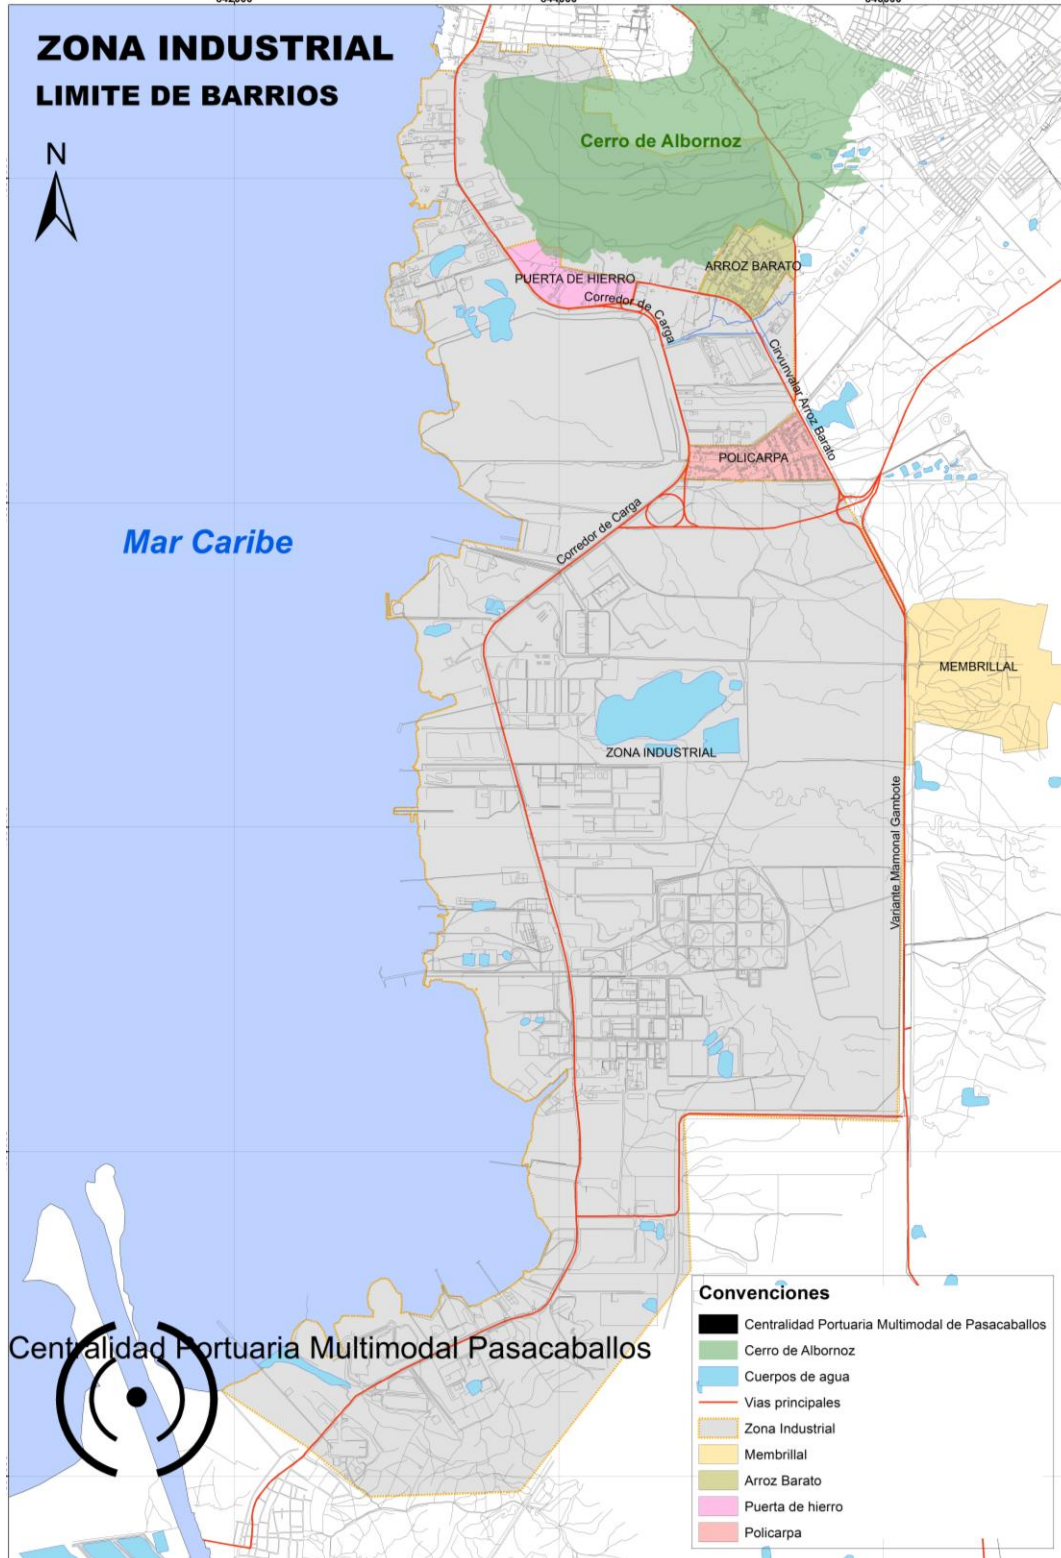 ZONA INDUSTRIAL
LIMITE DE BARRIOS
N
Cerro de Albornoz
ARROZ BARATO
PUERTA DE HIERRO
Corredor de Carga
Cirvunvalar Arroz Barato
POLICARPA
Corredor de Carga
Mar Caribe
MEMBRILLAL
ZONA INDUSTRIAL
Variante Mamonal Gambote
Centralidad Portuaria Multimodal Pasacaballos
Convenciones
Centralidad Portuaria Multimodal de Pasacaballos
Cerro de Albornoz
Cuerpos de agua
Vias principales
Zona Industrial
Membrillal
Arroz Barato
Puerta de hierro
Policarpa